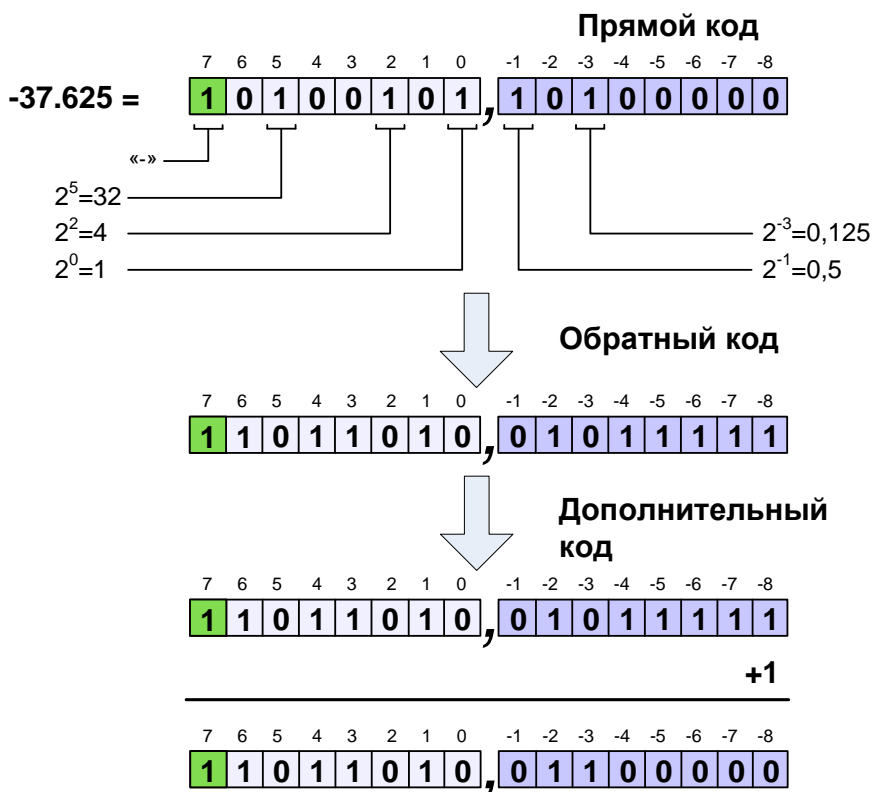 Прямой код
7 6 5 4 3 2 1 0 -1 -2 -3 -4 -5 -6 -7 -8
-37.625 = 1 0 1 0 0 1 0 1 , 1 0 1 0 0 0 0 0
«-»
2^5=32
2^2=4 2^-3=0,125
2^0=1 2^-1=0,5
Обратный код
7 6 5 4 3 2 1 0 -1 -2 -3 -4 -5 -6 -7 -8
1 1 0 1 1 0 1 0 , 0 1 0 1 1 1 1 1
Дополнительный
код
7 6 5 4 3 2 1 0 -1 -2 -3 -4 -5 -6 -7 -8
1 1 0 1 1 0 1 0 , 0 1 0 1 1 1 1 1
+1
7 6 5 4 3 2 1 0 -1 -2 -3 -4 -5 -6 -7 -8
1 1 0 1 1 0 1 0 , 0 1 1 0 0 0 0 0